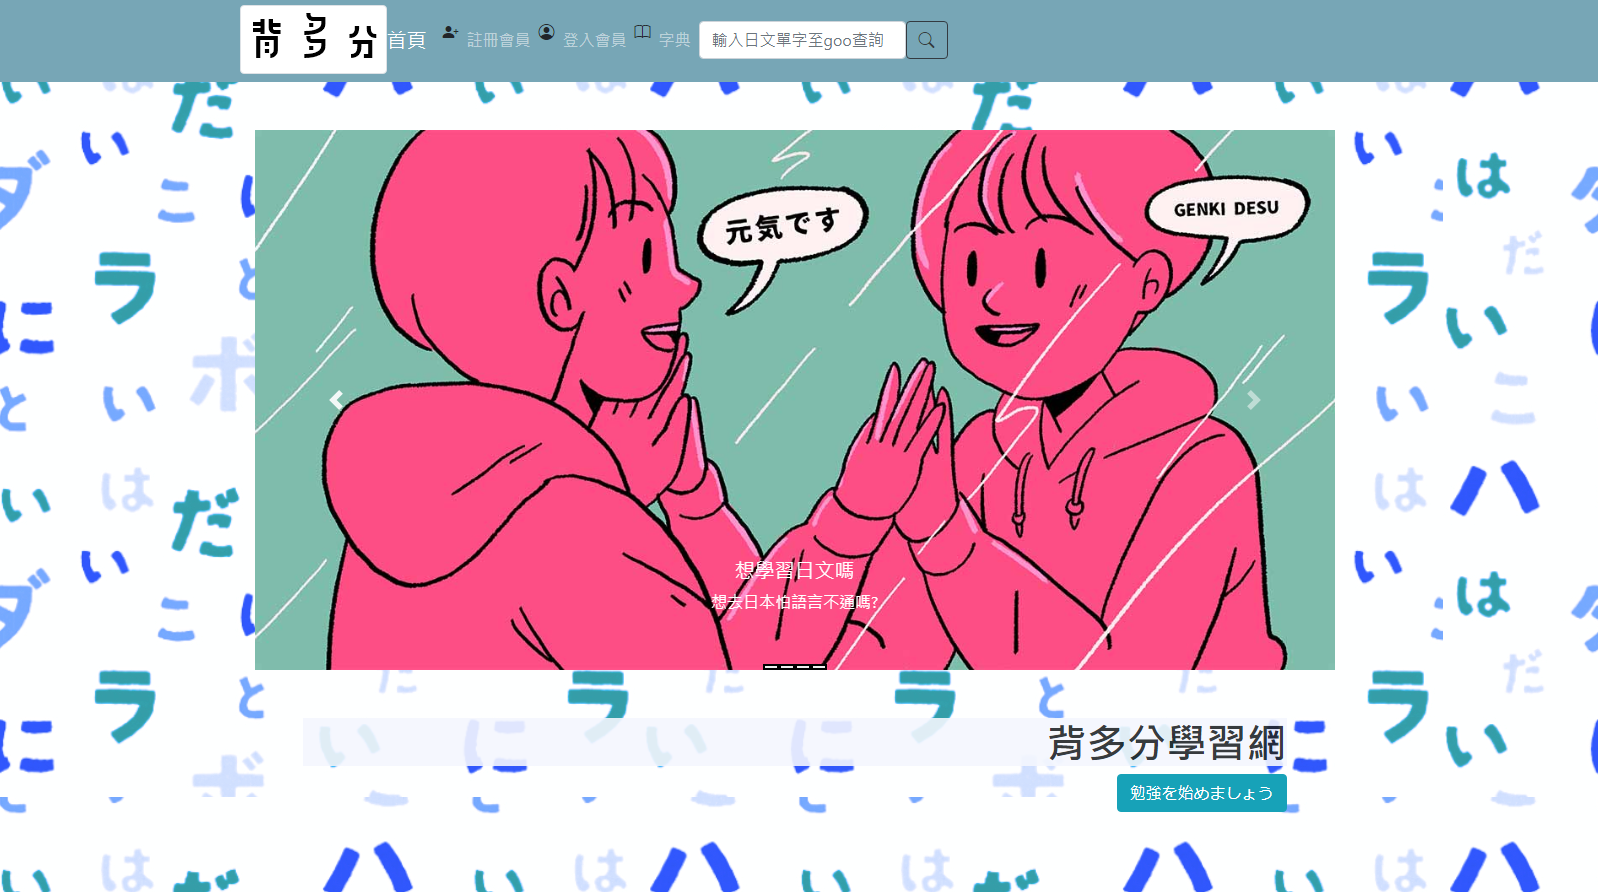 背多分 首頁 註冊會員 登入會員 字典 輸入日文單字至goo查詢
元気です
GENKI DESU
想學習日文嗎
想去日本怕語言不通嗎?
背多分學習網
勉強を始めましょう